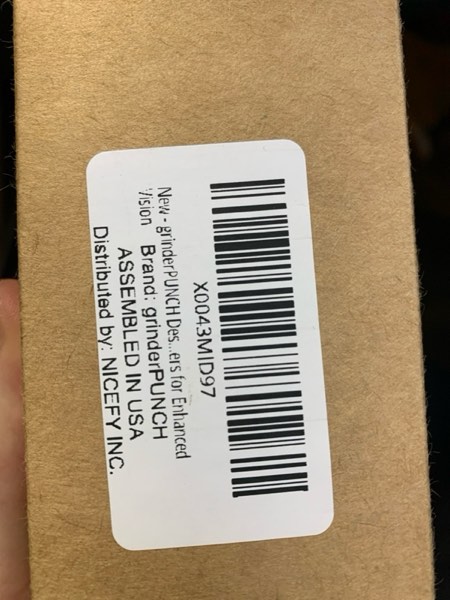 X0043MID97
New - grinderPUNCH Des...ers for Enhanced
Vision Brand: grinderPUNCH
ASSEMBLED IN USA
Distributed by: NICEFY INC.